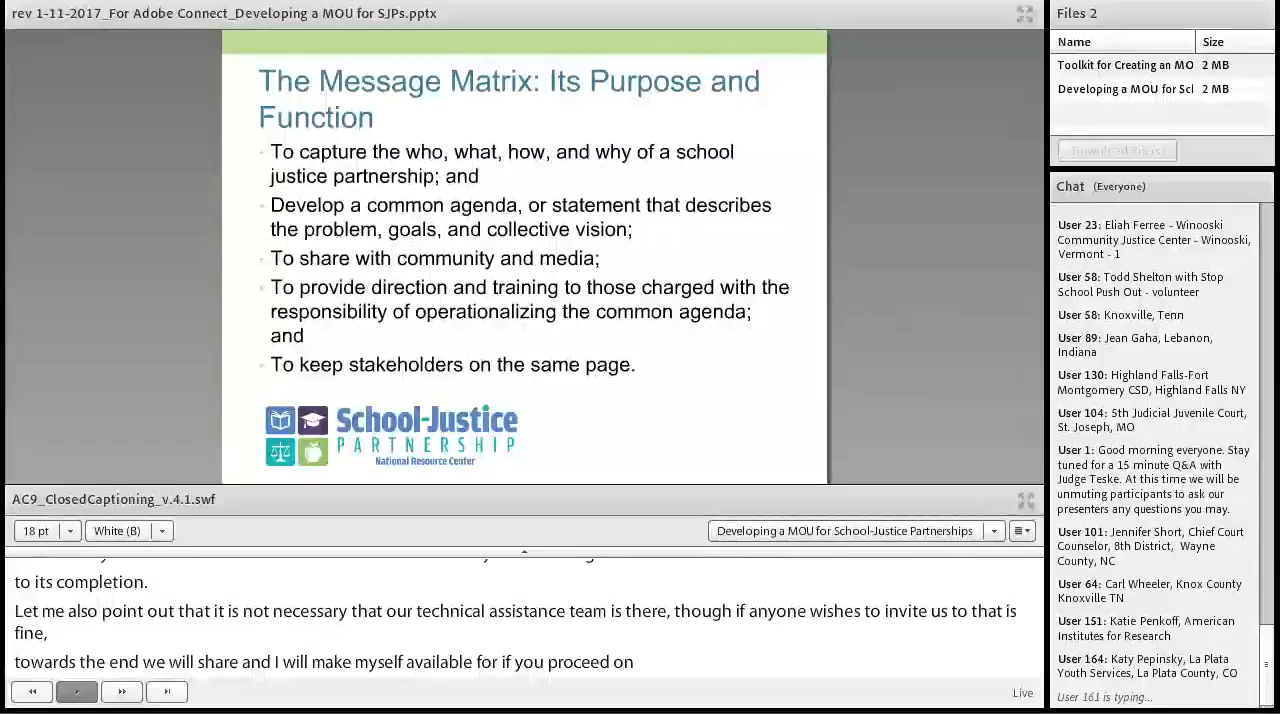 rev 1-11-2017_For Adobe Connect_Developing a MOU for SJPs.pptx
The Message Matrix: Its Purpose and
Function
To capture the who, what, how, and why of a school
justice partnership; and
Develop a common agenda, or statement that describes
the problem, goals, and collective vision;
To share with community and media;
To provide direction and training to those charged with the
responsibility of operationalizing the common agenda;
and
To keep stakeholders on the same page.
School-Justice
PARTNERSHIP
National Resource Center
AC9_ClosedCaptioning_v.4.1.swf
18 pt
White (B)
Developing a MOU for School-Justice Partnerships
to its completion.
Let me also point out that it is not necessary that our technical assistance team is there, though if anyone wishes to invite us to that is
fine,
towards the end we will share and I will make myself available for if you proceed on
Live
Files 2
Name Size
Toolkit for Creating an MO 2 MB
Developing a MOU for Scl 2 MB
Download File(s)
Chat (Everyone)
User 23: Eliah Ferree - Winooski
Community Justice Center - Winooski,
Vermont - 1
User 58: Todd Shelton with Stop
School Push Out - volunteer
User 58: Knoxville, Tenn
User 89: Jean Gaha, Lebanon,
Indiana
User 130: Highland Falls-Fort
Montgomery CSD, Highland Falls NY
User 104: 5th Judicial Juvenile Court,
St. Joseph, MO
User 1: Good morning everyone. Stay
tuned for a 15 minute Q&A with
Judge Teske. At this time we will be
unmuting participants to ask our
presenters any questions you may.
User 101: Jennifer Short, Chief Court
Counselor, 8th District, Wayne
County, NC
User 64: Carl Wheeler, Knox County
Knoxville TN
User 151: Katie Penkoff, American
Institutes for Research
User 164: Katy Pepinsky, La Plata
Youth Services, La Plata County, CO
User 161 is typing...